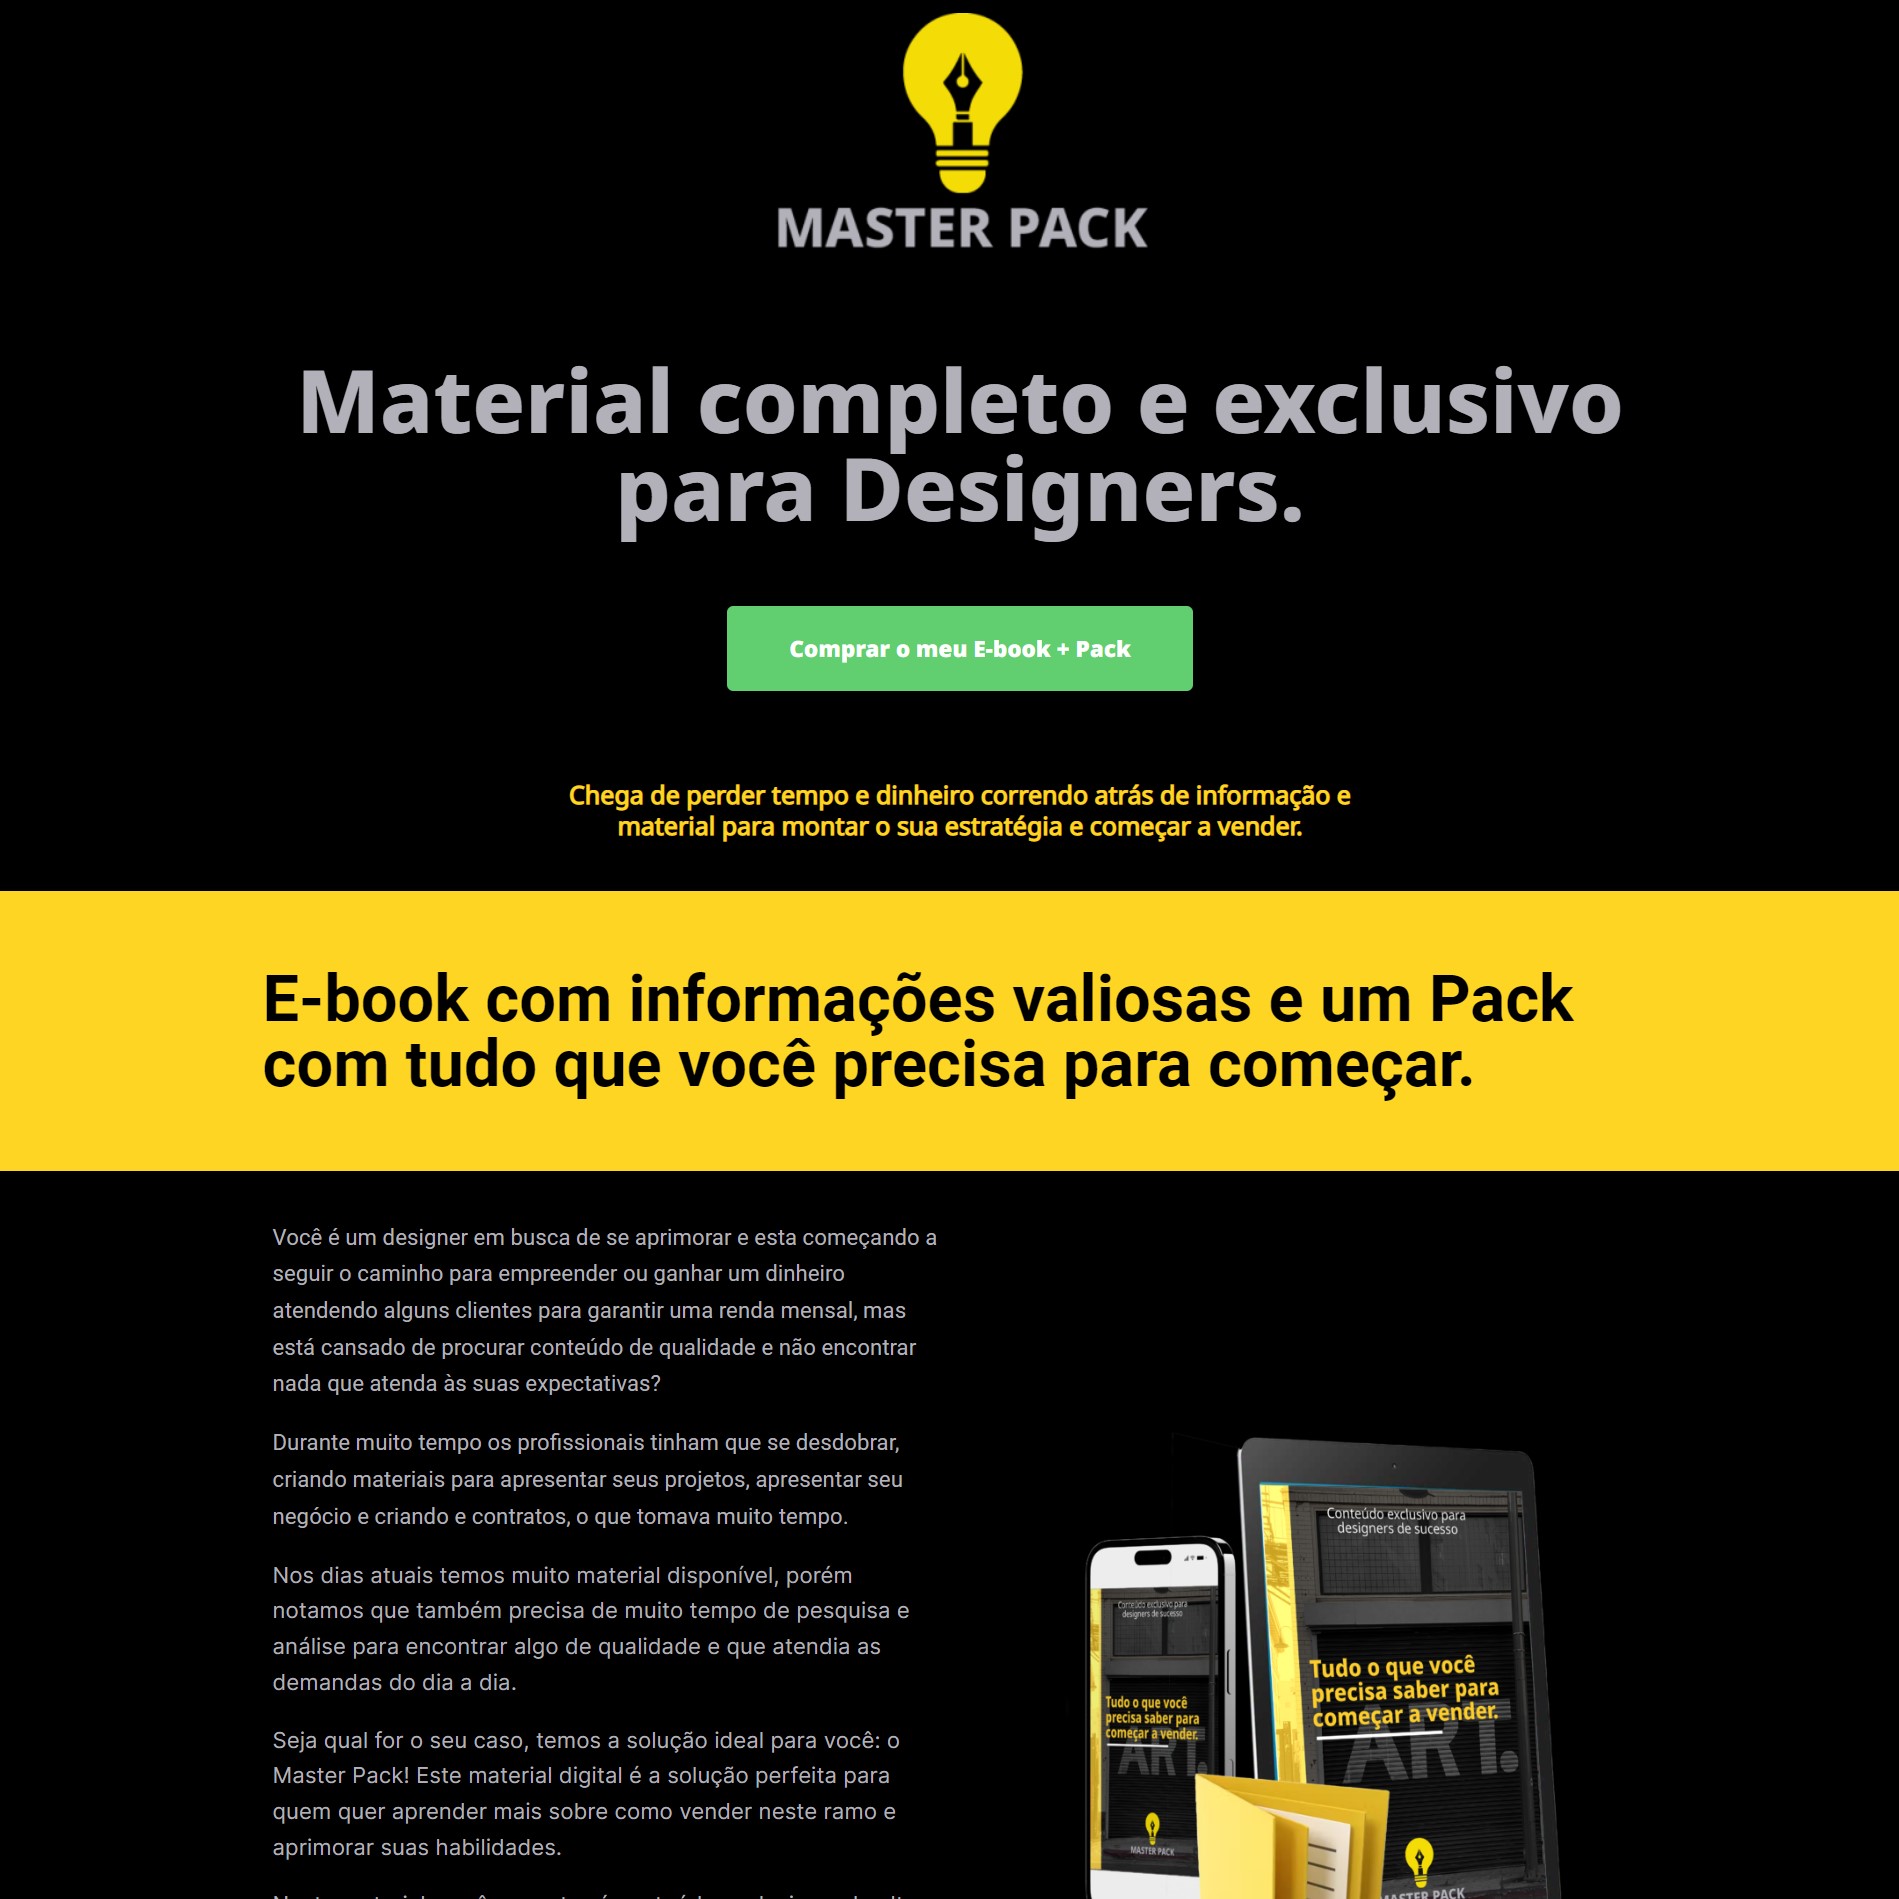 MASTER PACK
Material completo e exclusivo
para Designers.
Comprar o meu E-book + Pack
Chega de perder tempo e dinheiro correndo atrás de informação e
material para montar o sua estratégia e começar a vender.
E-book com informações valiosas e um Pack
com tudo que você precisa para começar.
Você é um designer em busca de se aprimorar e esta começando a
seguir o caminho para empreender ou ganhar um dinheiro
atendendo alguns clientes para garantir uma renda mensal, mas
está cansado de procurar conteúdo de qualidade e não encontrar
nada que atenda às suas expectativas?
Durante muito tempo os profissionais tinham que se desdobrar,
criando materiais para apresentar seus projetos, apresentar seu
negócio e criando e contratos, o que tomava muito tempo.
Nos dias atuais temos muito material disponível, porém
notamos que também precisa de muito tempo de pesquisa e
análise para encontrar algo de qualidade e que atendia as
demandas do dia a dia.
Seja qual for o seu caso, temos a solução ideal para você: o
Master Pack! Este material digital é a solução perfeita para
quem quer aprender mais sobre como vender neste ramo e
aprimorar suas habilidades.
Conteúdo exclusivo para
designers de sucesso
Tudo o que você
precisa saber para
começar a vender.
ART.
MASTER PACK
Conteúdo exclusivo para
designers de sucesso
Tudo o que você
precisa saber para
começar a vender.
ART.
MASTER PACK